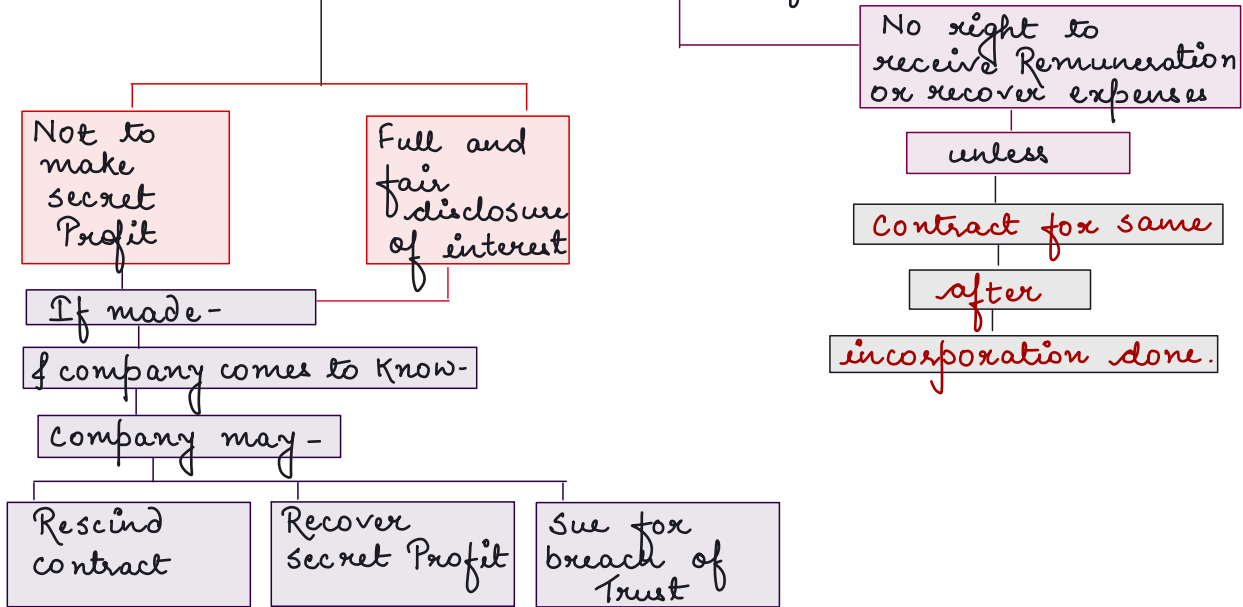 No right to
receive Remuneration
or recover expenses
unless
Contract for same
after
incorporation done.
Not to
make
secret
Profit
Full and
fair
disclosure
of interest
If made-
& company comes to know-
company may-
Rescind
contract
Recover
secret Profit
Sue for
breach of
Trust